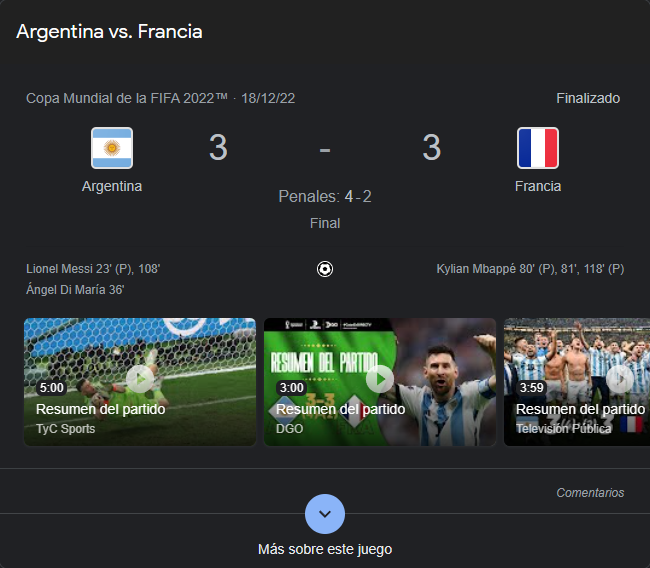 Argentina vs. Francia
Copa Mundial de la FIFA 2022™ · 18/12/22
Finalizado
3 - 3
Argentina
Francia
Penales: 4 - 2
Final
Lionel Messi 23' (P), 108'
Ángel Di María 36'
Kylian Mbappé 80' (P), 81', 118' (P)
5:00
Resumen del partido
TyC Sports
DGO
RESUMEN DEL PARTIDO
3-3
3:00
Resumen del partido
DGO
3:59
Resumen del partido
Televisión Pública
Comentarios
Más sobre este juego